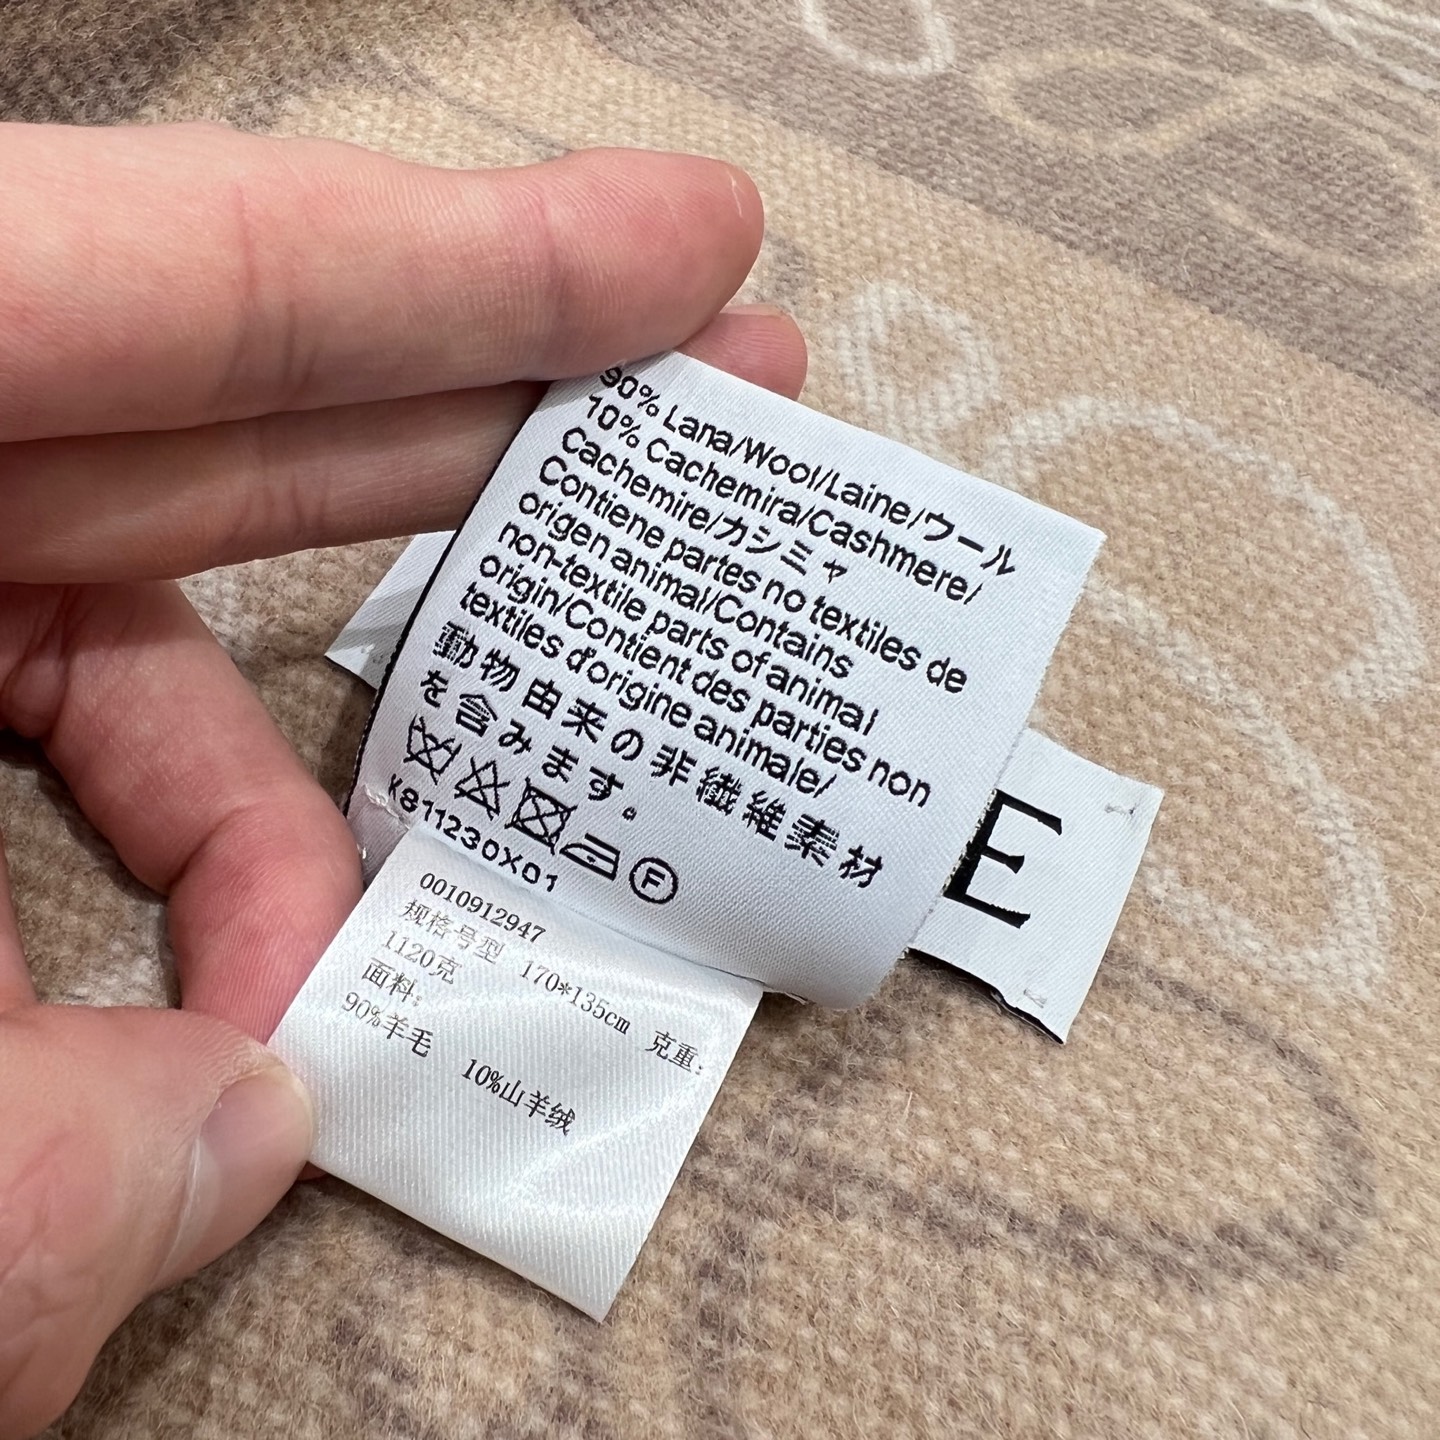 90% Lana/Wool/Laine/ウール
10% Cachemira/Cashmere/
Cachemire/カシミャ
Contiene partes no textiles de
origen animal/Contains
non-textile parts of animal
origin/Contient des parties non
textiles d'origine animale/
動物由来の非繊維素材
を含みます。
F
K811230X01
0010912947
规格号型 170*135cm 克重:
1120克
面料:
90%羊毛 10%山羊绒
E